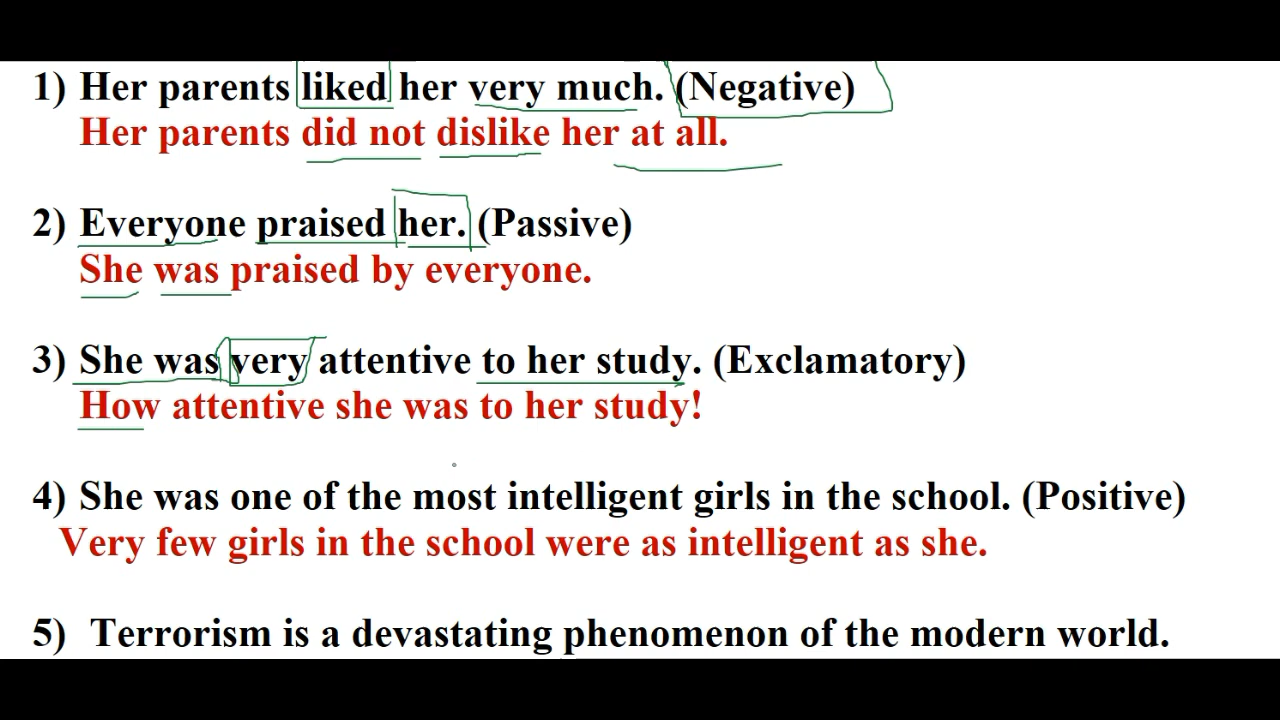 1) Her parents liked her very much. (Negative)
Her parents did not dislike her at all.
2) Everyone praised her. (Passive)
She was praised by everyone.
3) She was very attentive to her study. (Exclamatory)
How attentive she was to her study!
4) She was one of the most intelligent girls in the school. (Positive)
Very few girls in the school were as intelligent as she.
5) Terrorism is a devastating phenomenon of the modern world.